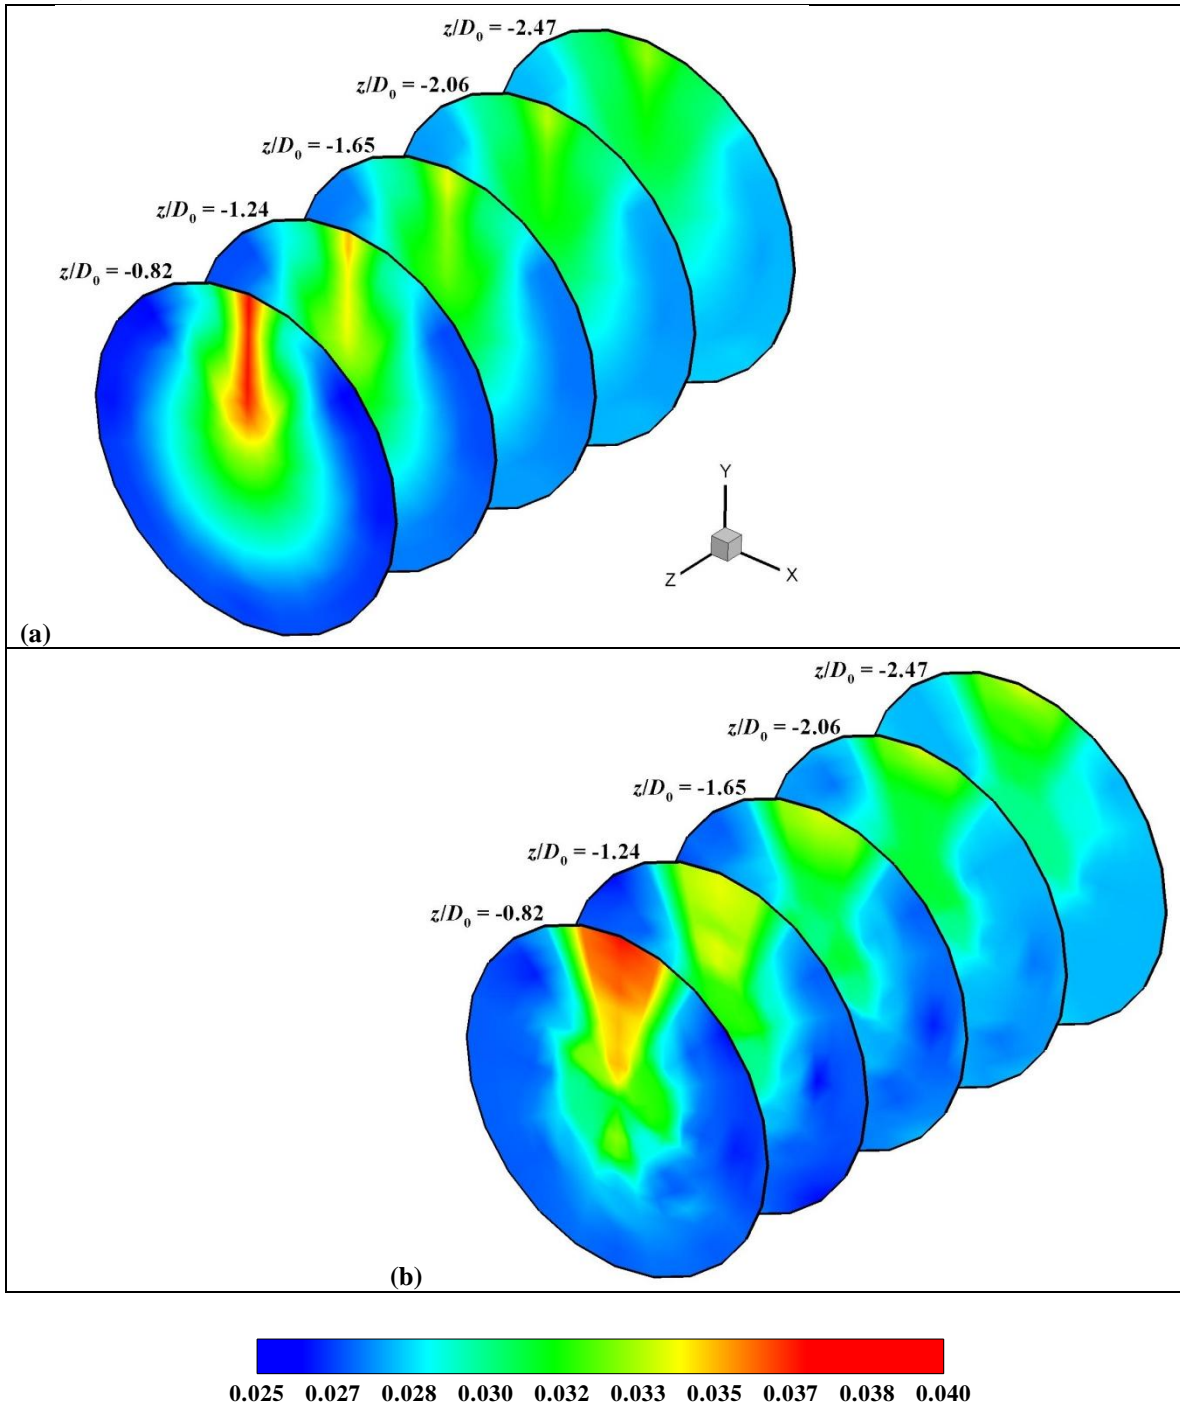 z/D₀ = -2.47
z/D₀ = -2.06
z/D₀ = -1.65
z/D₀ = -1.24
z/D₀ = -0.82
Y
Z
X
(a)
z/D₀ = -2.47
z/D₀ = -2.06
z/D₀ = -1.65
z/D₀ = -1.24
z/D₀ = -0.82
(b)
0.025 0.027 0.028 0.030 0.032 0.033 0.035 0.037 0.038 0.040